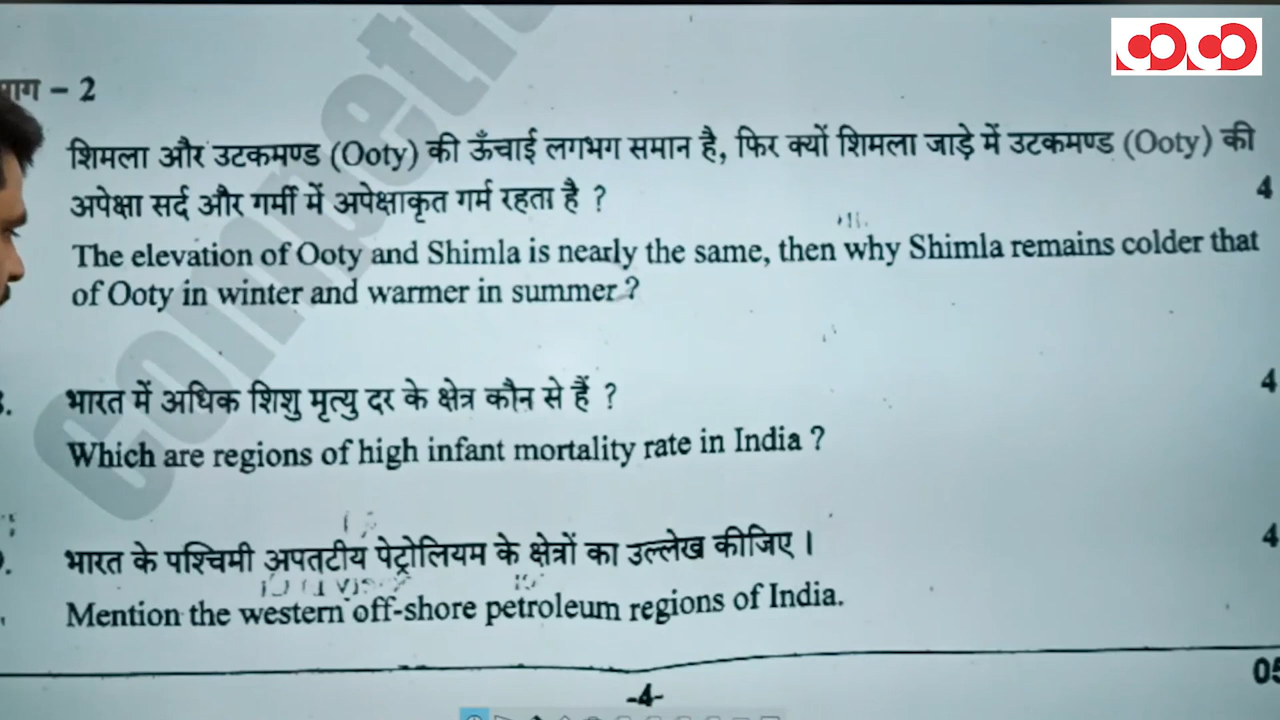 भाग – 2
शिमला और उटकमण्ड (Ooty) की ऊँचाई लगभग समान है, फिर क्यों शिमला जाड़े में उटकमण्ड (Ooty) की
अपेक्षा सर्द और गर्मी में अपेक्षाकृत गर्म रहता है ?
4
The elevation of Ooty and Shimla is nearly the same, then why Shimla remains colder that
of Ooty in winter and warmer in summer ?
भारत में अधिक शिशु मृत्यु दर के क्षेत्र कौन से हैं ?
4
Which are regions of high infant mortality rate in India ?
भारत के पश्चिमी अपतटीय पेट्रोलियम के क्षेत्रों का उल्लेख कीजिए ।
4
Mention the western off-shore petroleum regions of India.
-4-
05